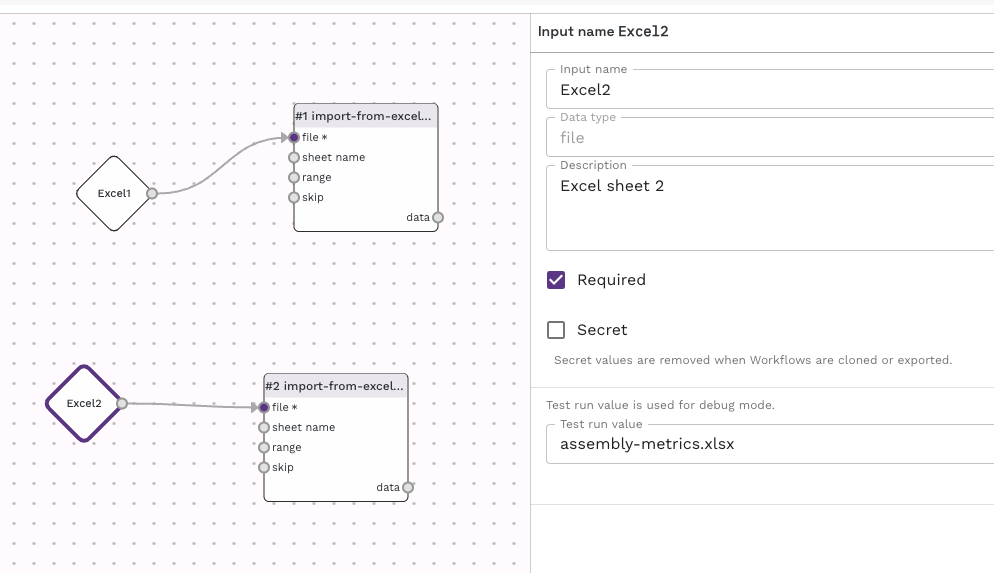 #1 import-from-excel...
file *
sheet name
range
skip
data
Excel1
#2 import-from-excel...
file *
sheet name
range
skip
data
Excel2
Input name Excel2
Input name
Excel2
Data type
file
Description
Excel sheet 2
Required
Secret
Secret values are removed when Workflows are cloned or exported.
Test run value is used for debug mode.
Test run value
assembly-metrics.xlsx